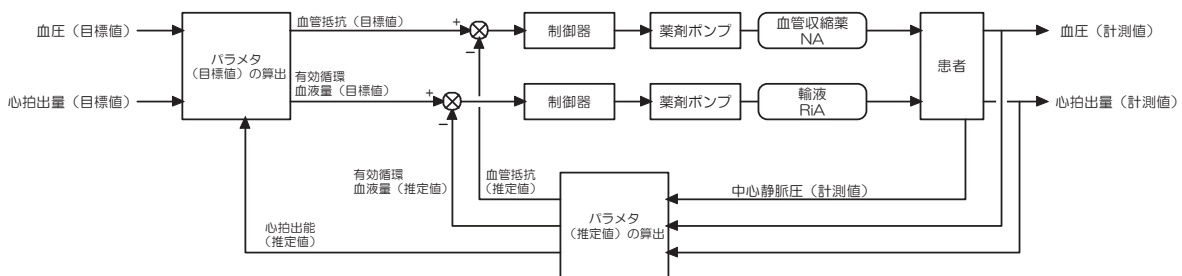 血圧（目標値）
心拍出量（目標値）
パラメタ
（目標値）の算出
血管抵抗（目標値）
有効循環
血液量（目標値）
+
−
+
−
制御器
薬剤ポンプ
血管収縮薬
NA
制御器
薬剤ポンプ
輸液
RiA
患者
血圧（計測値）
心拍出量（計測値）
有効循環
血液量（推定値）
血管抵抗
（推定値）
中心静脈圧（計測値）
パラメタ
（推定値）の算出
心拍出能
（推定値）